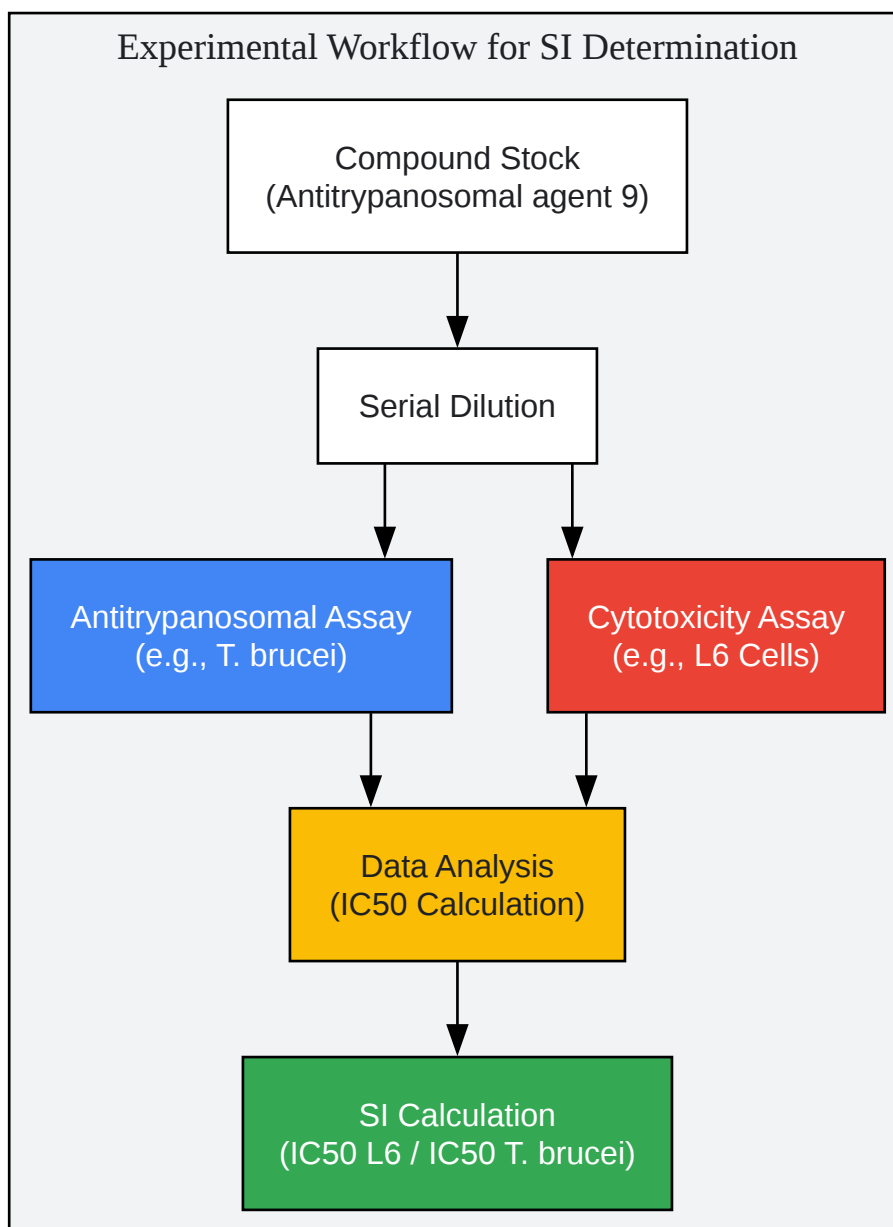 Experimental Workflow for SI Determination
Compound Stock
(Antitrypanosomal agent 9)
Serial Dilution
Antitrypanosomal Assay
(e.g., T. brucei)
Cytotoxicity Assay
(e.g., L6 Cells)
Data Analysis
(IC50 Calculation)
SI Calculation
(IC50 L6 / IC50 T. brucei)